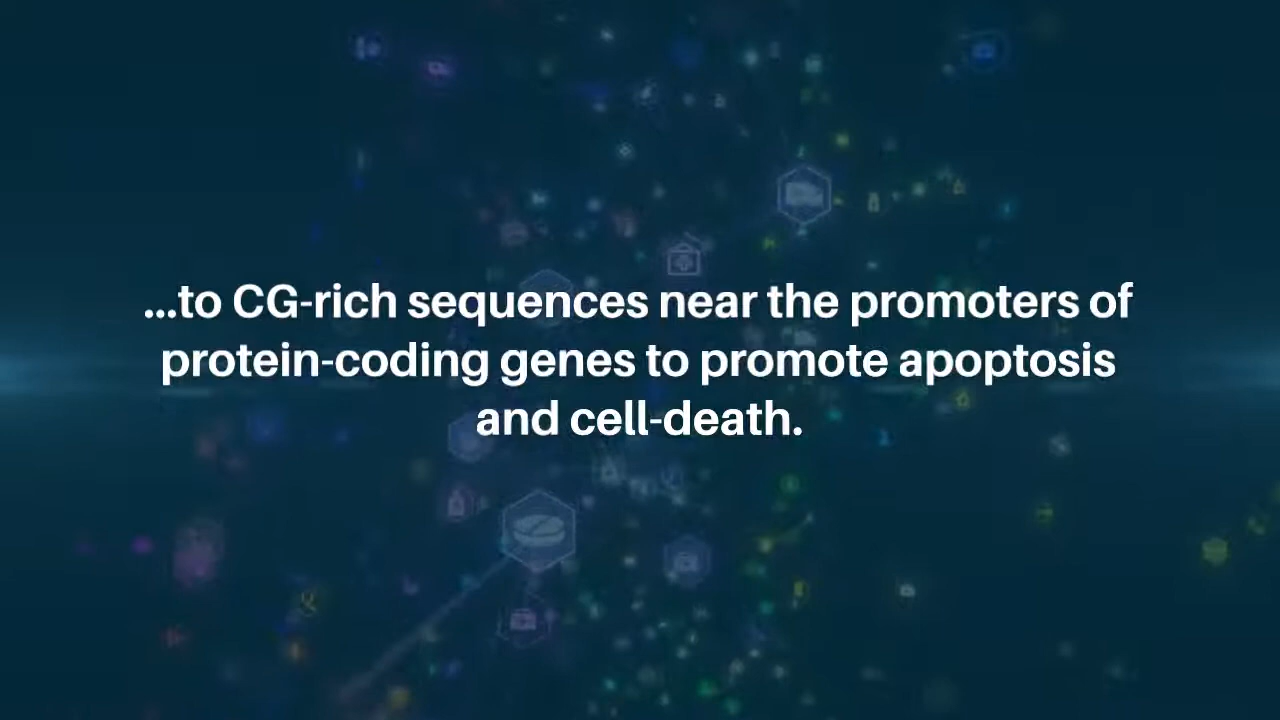 ...to CG-rich sequences near the promoters of
protein-coding genes to promote apoptosis
and cell-death.